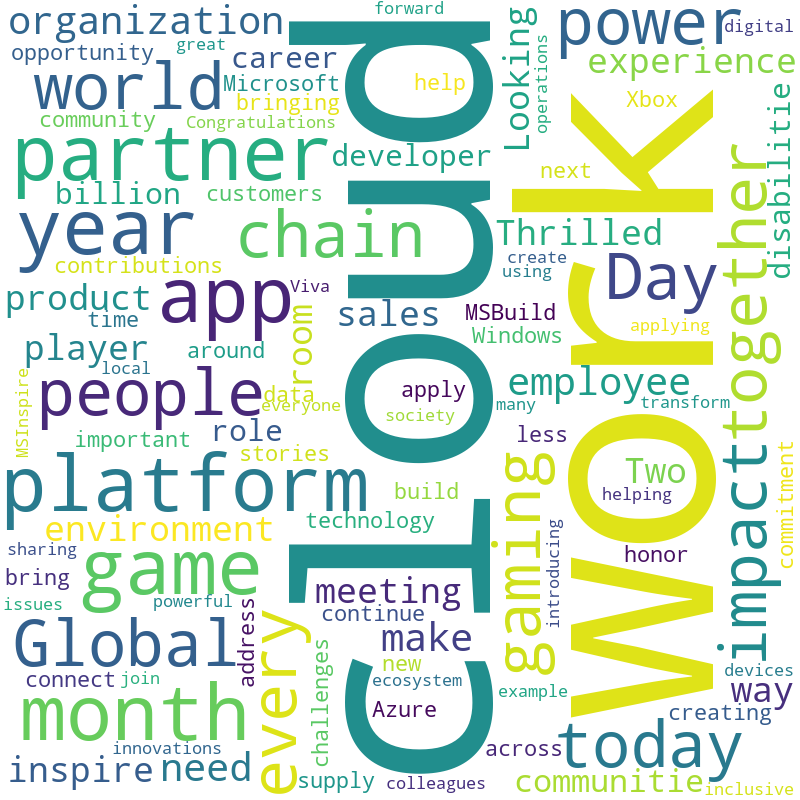 forward
organization
power
digital
opportunity
great
career
Looking
operations
experience
world
Microsoft
help
bringing
Xbox
disabilitie
community
Congratulations
partner
developer
next
billion
customers
Cloud
Work
together
year
chain
Thrilled
contributions
create
using
Day
app
Viva
product
time
room
sales
MSBuild
Windows
applying
player
around
local
people
data
everyone
apply
society
employee
many
transform
MSInspire
important
role
stories
less
platform
build
Two
helping
impact
commitment
environment
technology
gaming
introducing
honor
sharing
game
bring
issues
powerful
meeting
continue
every
address
Global
make
new
connect
join
challenges
ecosystem
example
devices
way
month
Azure
creating
innovations
across
today
inspire
need
supply
colleagues
communitie
inclusive